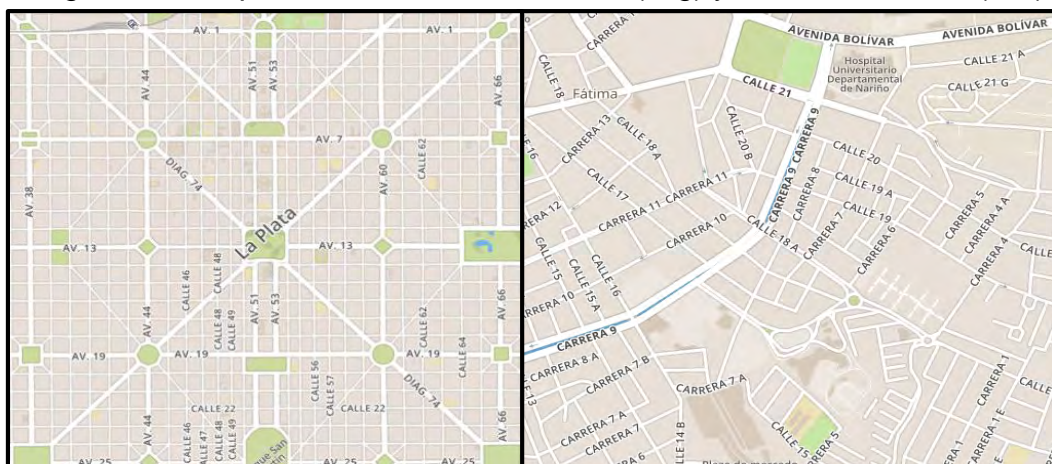 AV. 1
AV. 1
AV. 44
AV. 51
AV. 53
AV. 66
AV. 7
CALLE 62
DIAG. 74
AV. 60
AV. 38
La Plata
AV. 13
AV. 13
CALLE 46
CALLE 48
AV. 44
CALLE 48
CALLE 49
AV. 51
AV. 53
CALLE 62
AV. 66
AV. 19
AV. 19
AV. 19
CALLE 64
CALLE 56
CALLE 57
DIAG. 74
CALLE 22
CALLE 22
AV. 44
CALLE 46
CALLE 47
CALLE 48
CALLE 49
AV. 66
AV. 25
AV. 25
AVENIDA BOLÍVAR
AVENIDA BOLÍVAR
Hospital
Universitario
Departamental
de Nariño
CALLE 21 A
CALLE 21 G
CALLE 18
CALLE 21
Fátima
CARRERA 13
CALLE 18 A
CALLE 20 B
CARRERA 9
CARRERA 9
CALLE 20
CALLE 17
CARRERA 11
CARRERA 11
CARRERA 8
CALLE 19 A
CALLE 19
CARRERA 5
CARRERA 4 A
CARRERA 10
CALLE 18 A
CARRERA 7
CARRERA 6
CARRERA 4
CALLE 15
CALLE 15 A
CALLE 16
CARRERA 9
CARRERA 8 A
CARRERA 7 B
CARRERA 7 A
CARRERA 7 A
CARRERA 7
CARRERA 6
CALLE 14 B
CALLE 15
CARRERA 5
CARRERA 1
CARRERA 1 E
CARRERA 1